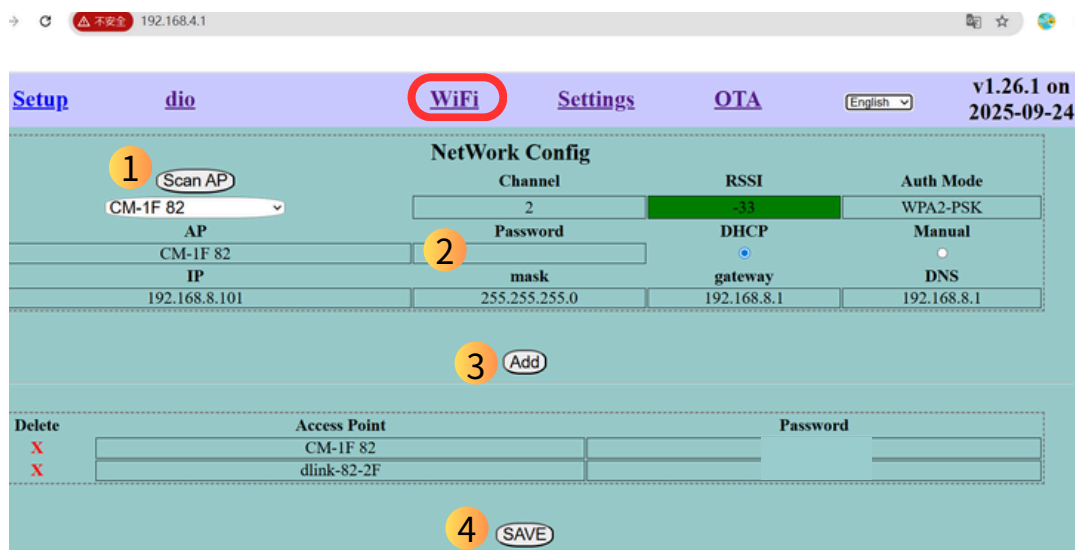 不安全 192.168.4.1
Setup dio WiFi Settings OTA English v1.26.1 on
2025-09-24
NetWork Config
1 Scan AP Channel RSSI Auth Mode
CM-1F 82 2 -33 WPA2-PSK
AP Password DHCP Manual
CM-1F 82 2
IP mask gateway DNS
192.168.8.101 255.255.255.0 192.168.8.1 192.168.8.1
3 Add
Delete Access Point Password
X CM-1F 82
X dlink-82-2F
4 SAVE